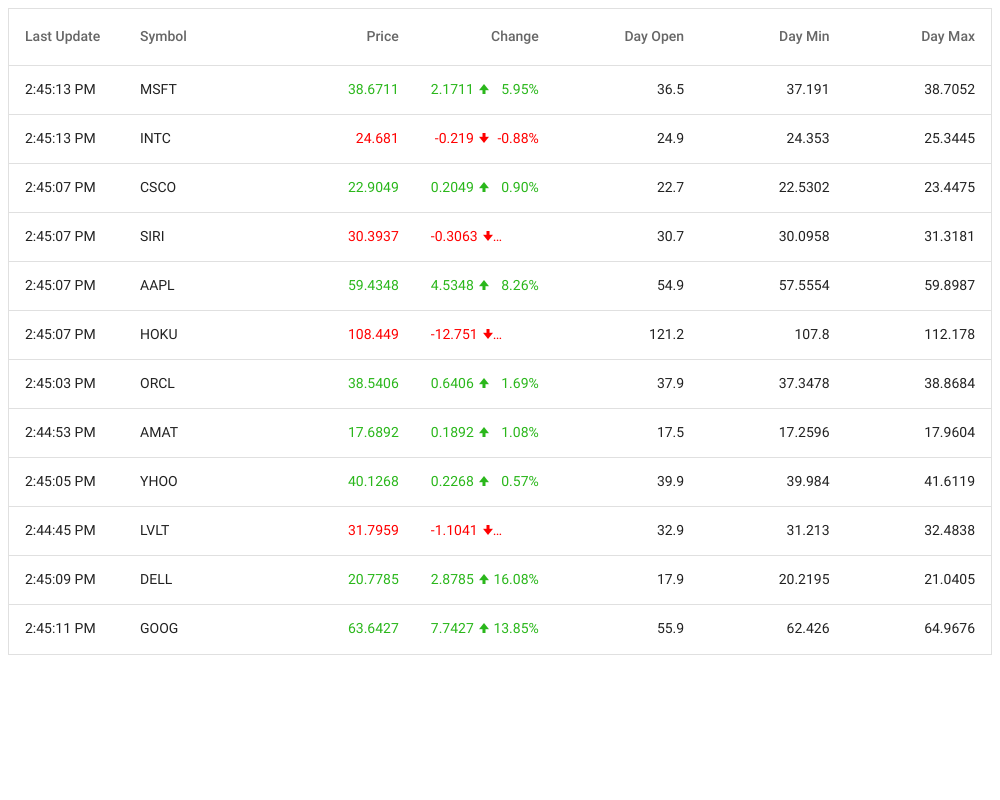 Last Update Symbol Price Change Day Open Day Min Day Max
2:45:13 PM MSFT 38.6711 2.1711 5.95% 36.5 37.191 38.7052
2:45:13 PM INTC 24.681 -0.219 -0.88% 24.9 24.353 25.3445
2:45:07 PM CSCO 22.9049 0.2049 0.90% 22.7 22.5302 23.4475
2:45:07 PM SIRI 30.3937 -0.3063 ... 30.7 30.0958 31.3181
2:45:07 PM AAPL 59.4348 4.5348 8.26% 54.9 57.5554 59.8987
2:45:07 PM HOKU 108.449 -12.751 ... 121.2 107.8 112.178
2:45:03 PM ORCL 38.5406 0.6406 1.69% 37.9 37.3478 38.8684
2:44:53 PM AMAT 17.6892 0.1892 1.08% 17.5 17.2596 17.9604
2:45:05 PM YHOO 40.1268 0.2268 0.57% 39.9 39.984 41.6119
2:44:45 PM LVLT 31.7959 -1.1041 ... 32.9 31.213 32.4838
2:45:09 PM DELL 20.7785 2.8785 16.08% 17.9 20.2195 21.0405
2:45:11 PM GOOG 63.6427 7.7427 13.85% 55.9 62.426 64.9676